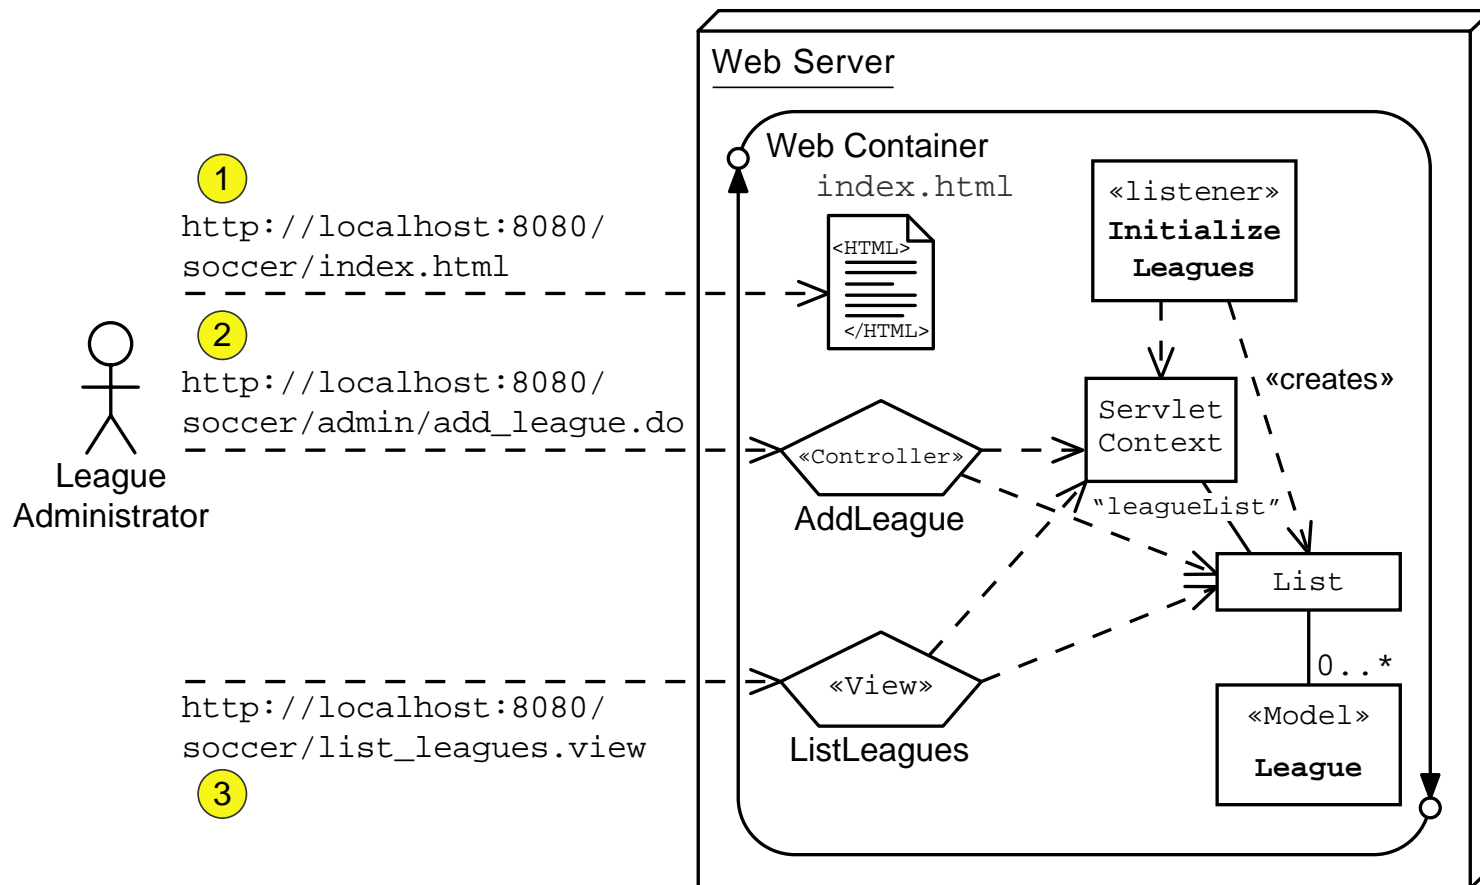 Web Server
Web Container
index.html
<HTML>
</HTML>
«listener»
Initialize
Leagues
1
http://localhost:8080/
soccer/index.html
2
http://localhost:8080/
soccer/admin/add_league.do
League
Administrator
«Controller»
AddLeague
Servlet
Context
«creates»
“leagueList”
List
0..*
«Model»
League
«View»
ListLeagues
http://localhost:8080/
soccer/list_leagues.view
3